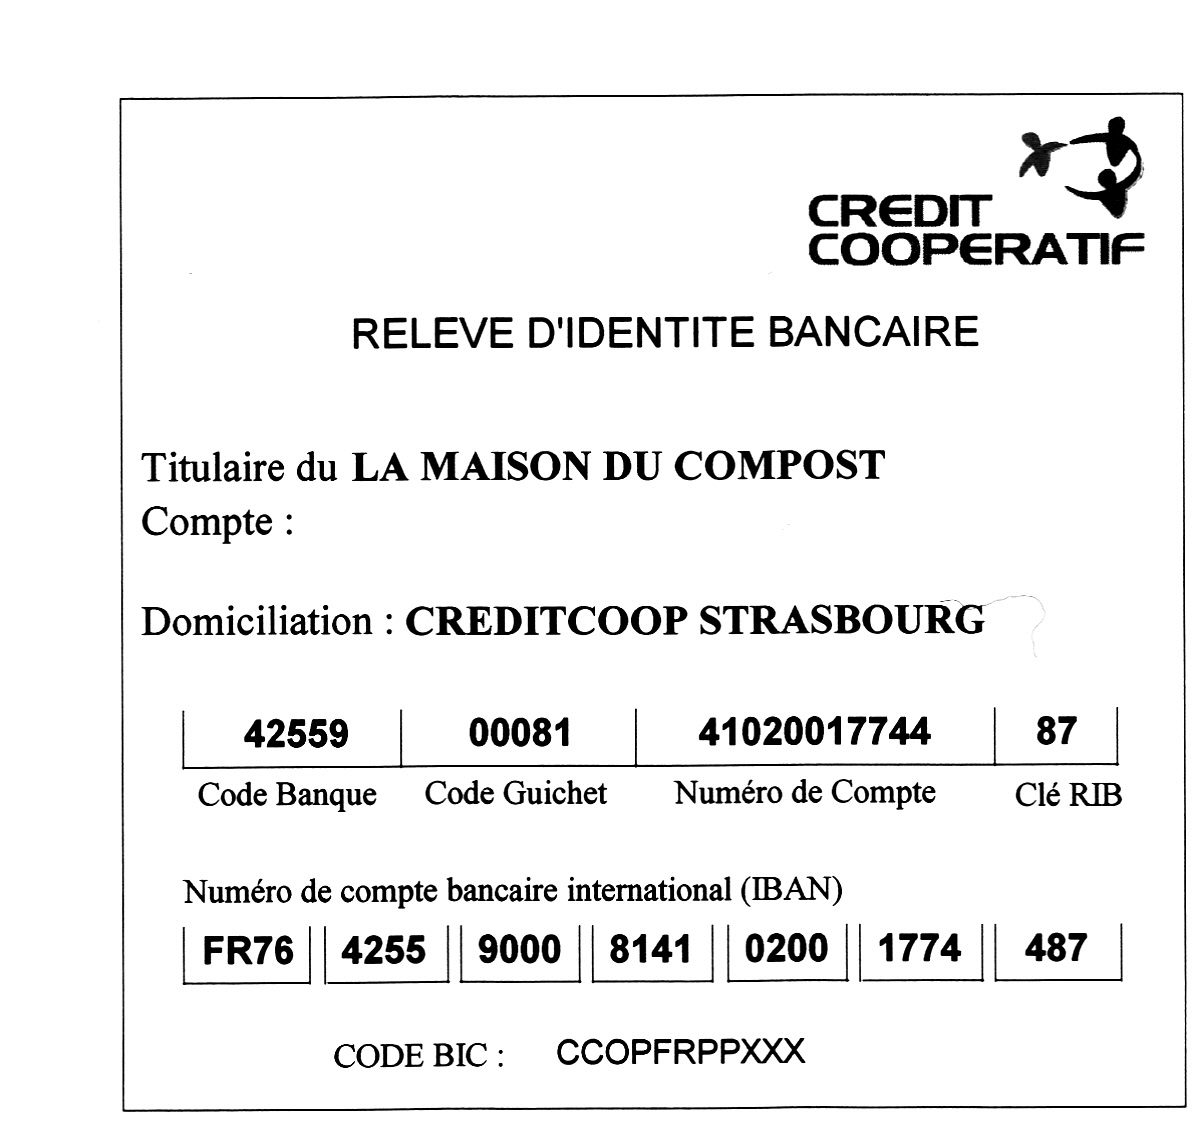 CREDIT
COOPERATIF
RELEVE D'IDENTITE BANCAIRE
Titulaire du LA MAISON DU COMPOST
Compte :
Domiciliation : CREDITCOOP STRASBOURG
42559 00081 41020017744 87
Code Banque Code Guichet Numéro de Compte Clé RIB
Numéro de compte bancaire international (IBAN)
FR76 4255 9000 8141 0200 1774 487
CODE BIC : CCOPFRPPXXX